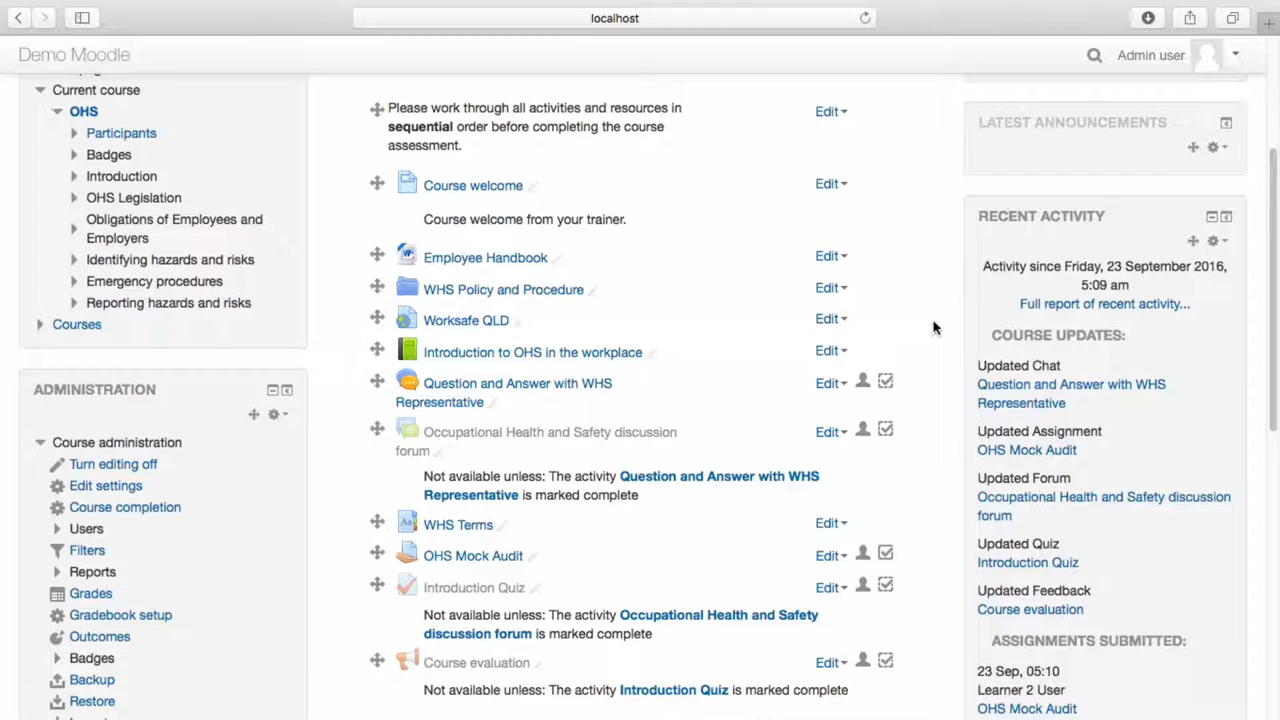 localhost
Demo Moodle
Admin user
Current course
OHS
Participants
Badges
Introduction
OHS Legislation
Obligations of Employees and
Employers
Identifying hazards and risks
Emergency procedures
Reporting hazards and risks
Courses
ADMINISTRATION
Course administration
Turn editing off
Edit settings
Course completion
Users
Filters
Reports
Grades
Gradebook setup
Outcomes
Badges
Backup
Restore
Please work through all activities and resources in
sequential order before completing the course
assessment.
Edit
Course welcome
Edit
Course welcome from your trainer.
Employee Handbook
Edit
WHS Policy and Procedure
Edit
Worksafe QLD
Edit
Introduction to OHS in the workplace
Edit
Question and Answer with WHS
Representative
Edit
Occupational Health and Safety discussion
forum
Edit
Not available unless: The activity Question and Answer with WHS
Representative is marked complete
WHS Terms
Edit
OHS Mock Audit
Edit
Introduction Quiz
Edit
Not available unless: The activity Occupational Health and Safety
discussion forum is marked complete
Course evaluation
Edit
Not available unless: The activity Introduction Quiz is marked complete
LATEST ANNOUNCEMENTS
RECENT ACTIVITY
Activity since Friday, 23 September 2016,
5:09 am
Full report of recent activity...
COURSE UPDATES:
Updated Chat
Question and Answer with WHS
Representative
Updated Assignment
OHS Mock Audit
Updated Forum
Occupational Health and Safety discussion
forum
Updated Quiz
Introduction Quiz
Updated Feedback
Course evaluation
ASSIGNMENTS SUBMITTED:
23 Sep, 05:10
Learner 2 User
OHS Mock Audit